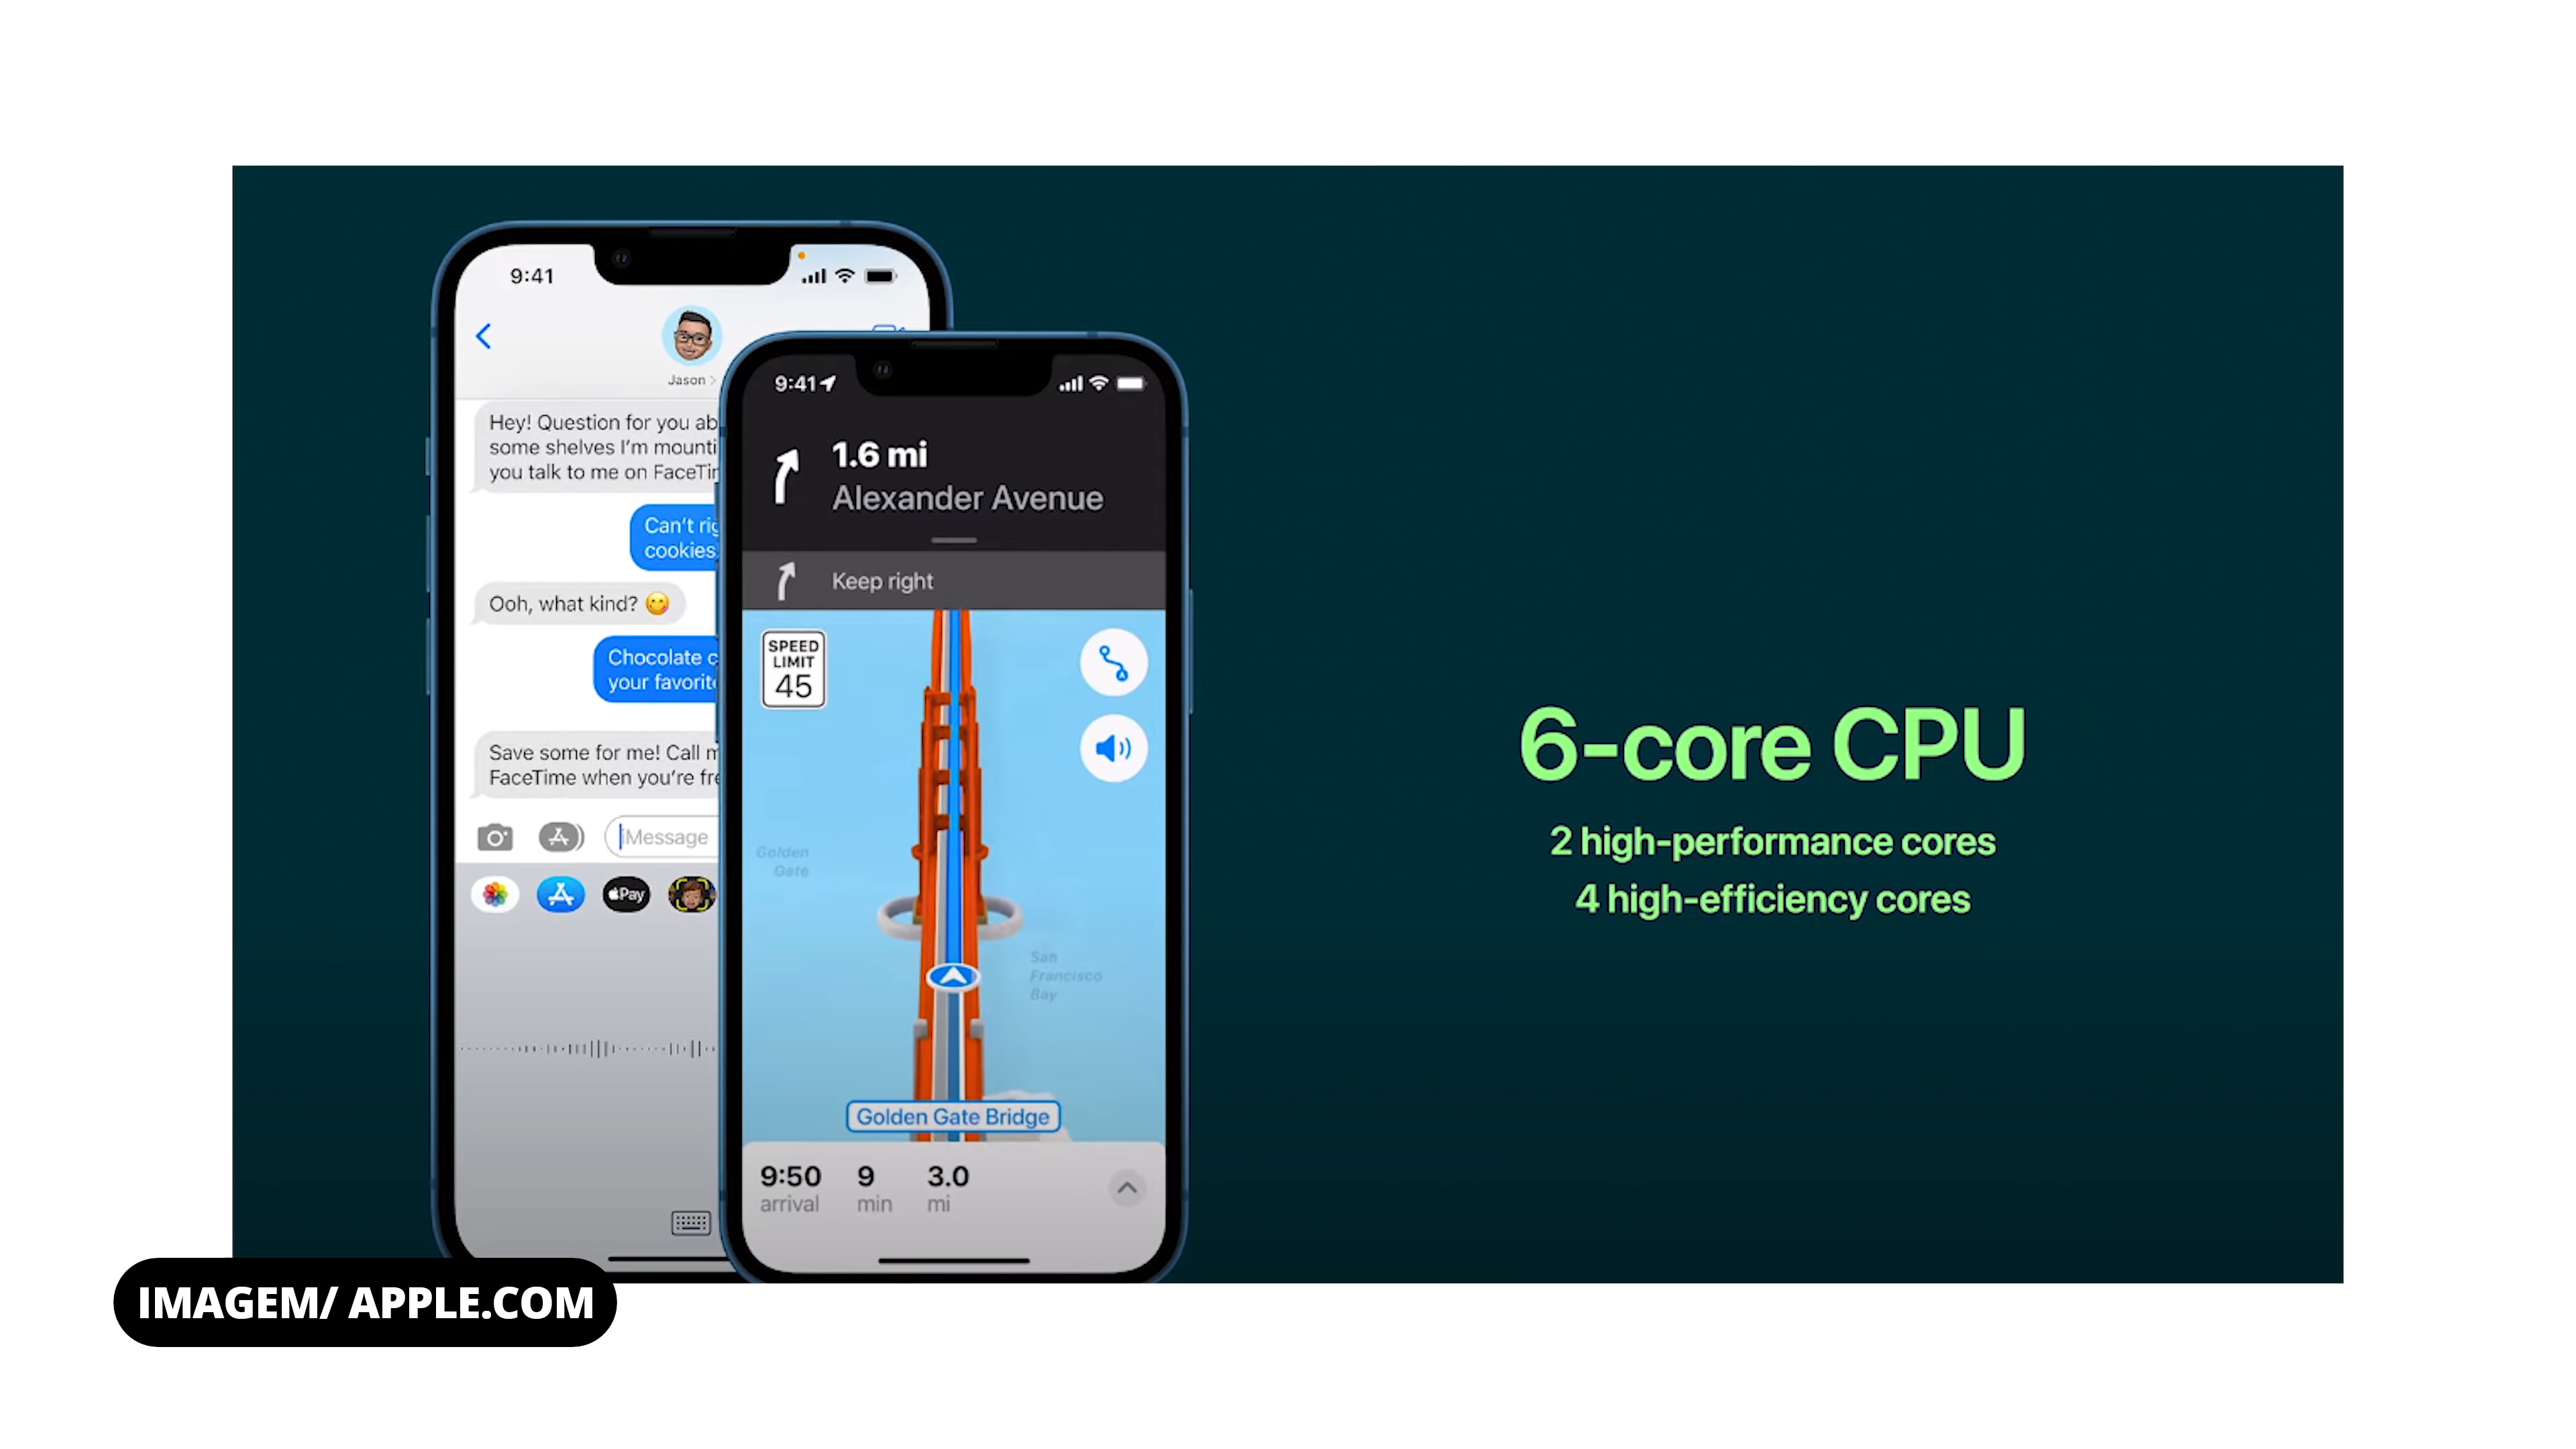 9:41
Jason >
Hey! Question for you ab
some shelves I'm mounti
you talk to me on FaceTim
Can't rig
cookies.
Ooh, what kind? 😋
Chocolate c
your favorite
Save some for me! Call m
FaceTime when you're fre
iMessage
Pay
9:41
1.6 mi
Alexander Avenue
Keep right
SPEED
LIMIT
45
Golden
Gate
San
Francisco
Bay
Golden Gate Bridge
9:50 9 3.0
arrival min mi
6-core CPU
2 high-performance cores
4 high-efficiency cores
IMAGEM/ APPLE.COM